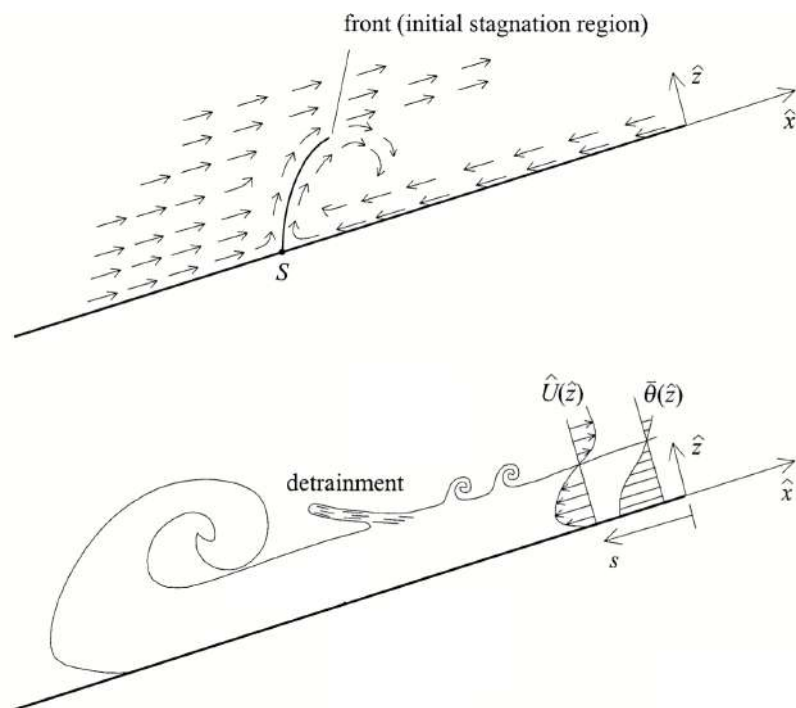 front (initial stagnation region)
ẑ
x̂
S
Û(ẑ)
θ̄(ẑ)
ẑ
detrainment
x̂
s